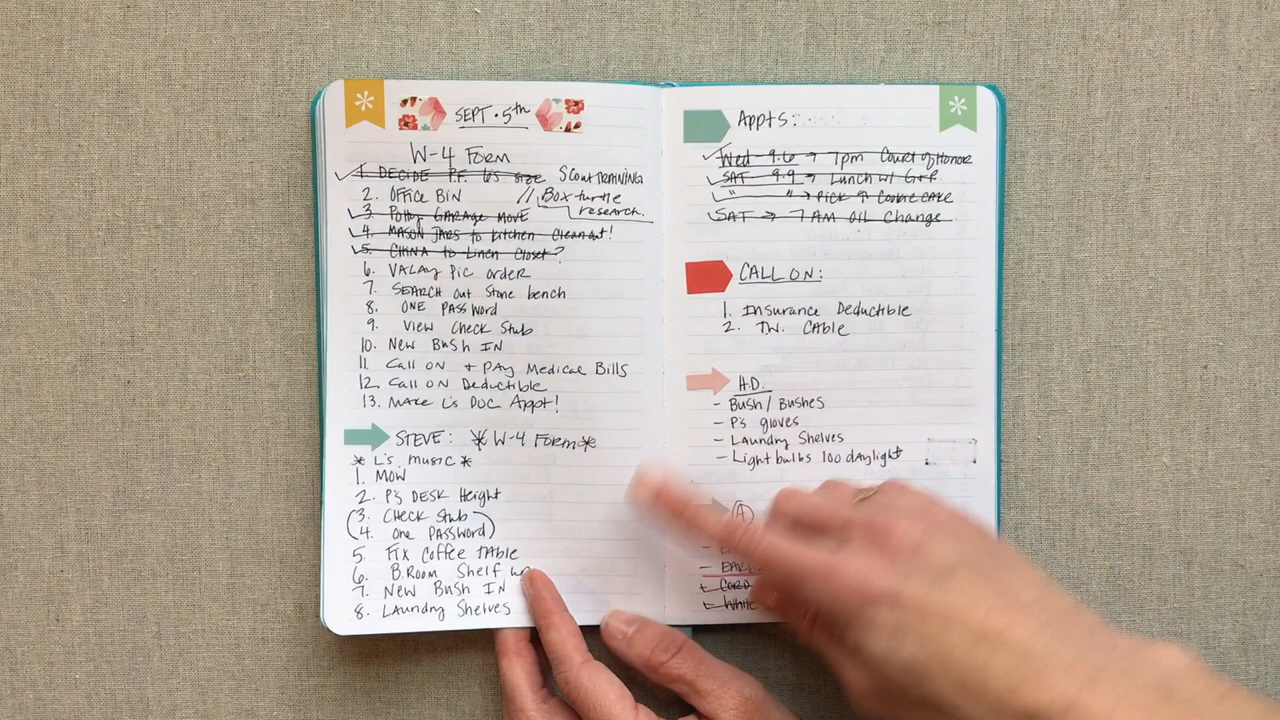 SEPT • 5th
W-4 FORM
1. DECIDE P.F. size SCOUT TRAINING
2. OFFICE BIN // Box turtle
research.
3. Potty GARAGE MOVE
4. MASON JARS to kitchen Cleanout!
5. CHINA to Linen Closet?
6. Pic order
7. SEARCH out Stone bench
8. ONE PASSWord
9. VIEW Check Stub
10. New Bush IN
11. Call ON + PAy Medical Bills
12. Call ON Deductible
13. MAKE L's DOC Appt!
STEVE: * W-4 FORM *
* L's MUSIC *
1. MOW
2. P's DESK Height
(3. CHECK Stub
4. One PASSWORD)
5. FIX Coffee TABLE
6. B.ROOM Shelf
7. New Bush IN
8. LAUNDRY Shelves
Appts:
Wed 9.6 → 7pm Court of Honor
SAT 9.9 → Lunch w/ G+P
" " → PICK ↑ COOKIE CAKE
SAT → 7 AM Oil Change
CALL ON:
1. Insurance Deductible
2. T.W. CAble
H.D.
- Bush/Bushes
- P's gloves
- Laundry Shelves
- Light bulbs 100 daylight
A
- CORD
- White